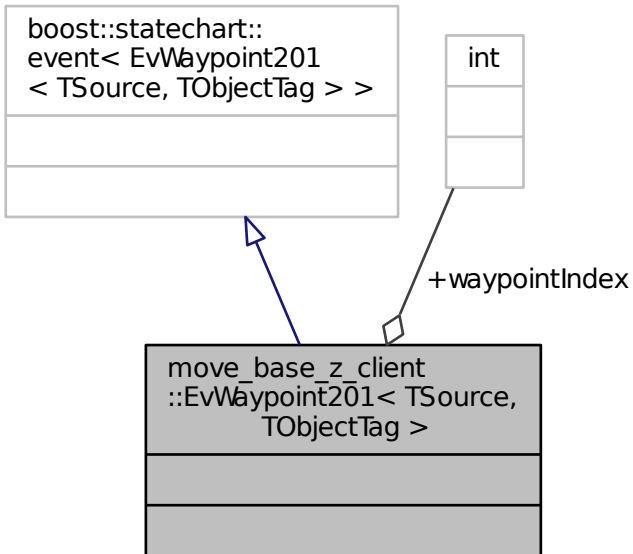 boost::statechart::
event< EvWaypoint201
< TSource, TObjectTag > >
int
+waypointIndex
move_base_z_client
::EvWaypoint201< TSource,
TObjectTag >